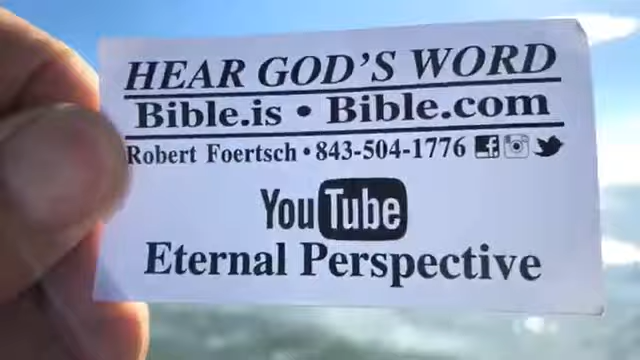 HEAR GOD'S WORD
Bible.is • Bible.com
Robert Foertsch • 843-504-1776
YouTube
Eternal Perspective